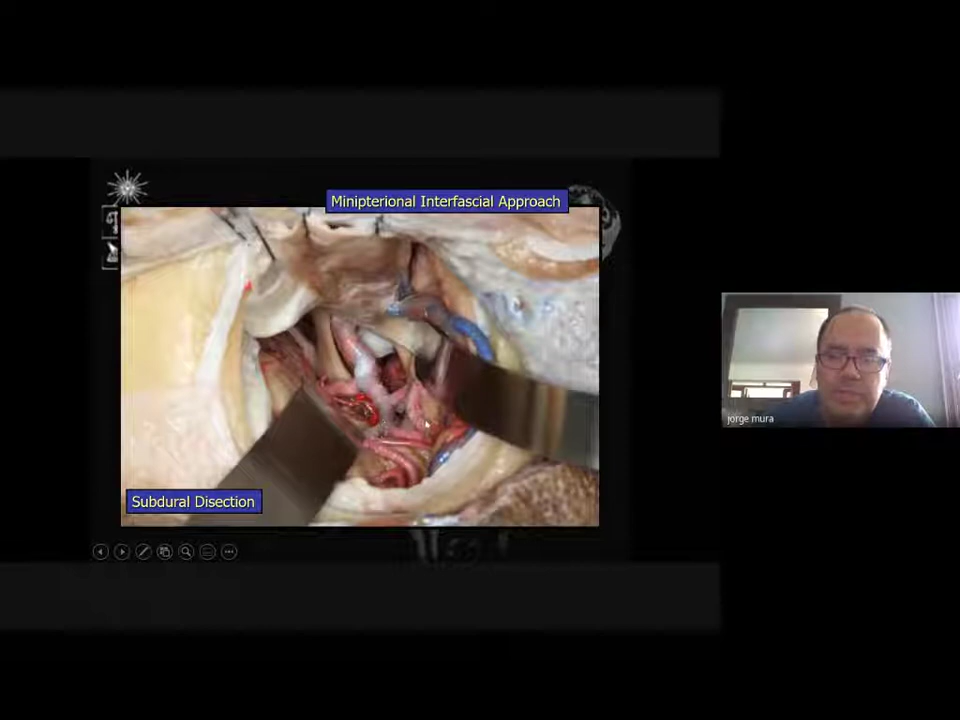 Minipterional Interfascial Approach
jorge mura
Subdural Disection